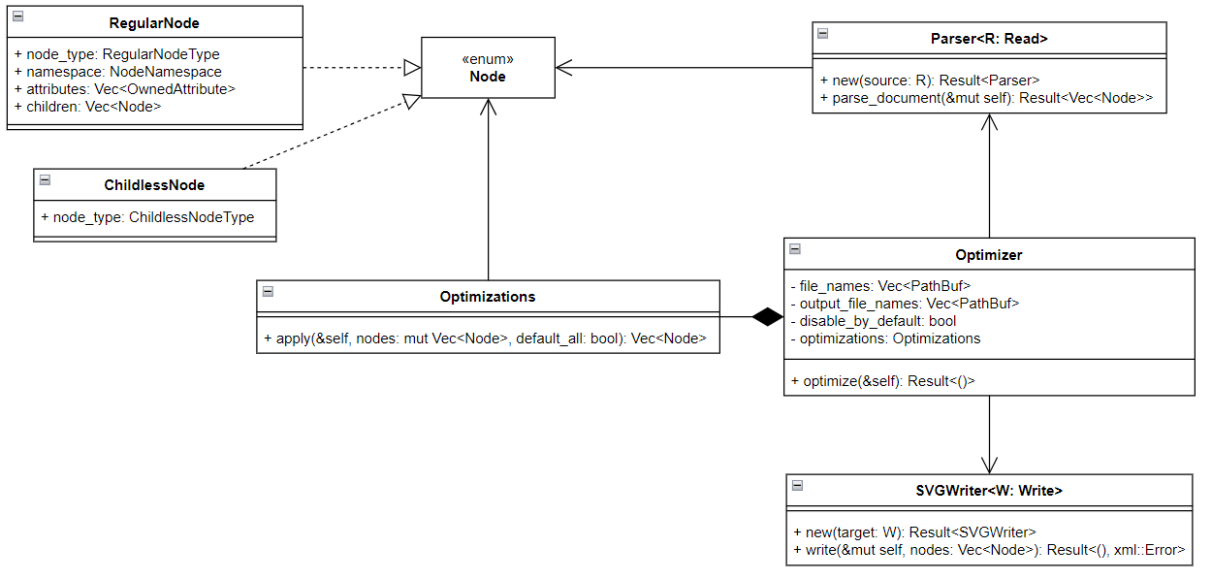 RegularNode
+ node_type: RegularNodeType
+ namespace: NodeNamespace
+ attributes: Vec<OwnedAttribute>
+ children: Vec<Node>
«enum»
Node
Parser<R: Read>
+ new(source: R): Result<Parser>
+ parse_document(&mut self): Result<Vec<Node>>
ChildlessNode
+ node_type: ChildlessNodeType
Optimizations
+ apply(&self, nodes: mut Vec<Node>, default_all: bool): Vec<Node>
Optimizer
- file_names: Vec<PathBuf>
- output_file_names: Vec<PathBuf>
- disable_by_default: bool
- optimizations: Optimizations
+ optimize(&self): Result<()>
SVGWriter<W: Write>
+ new(target: W): Result<SVGWriter>
+ write(&mut self, nodes: Vec<Node>): Result<(), xml::Error>